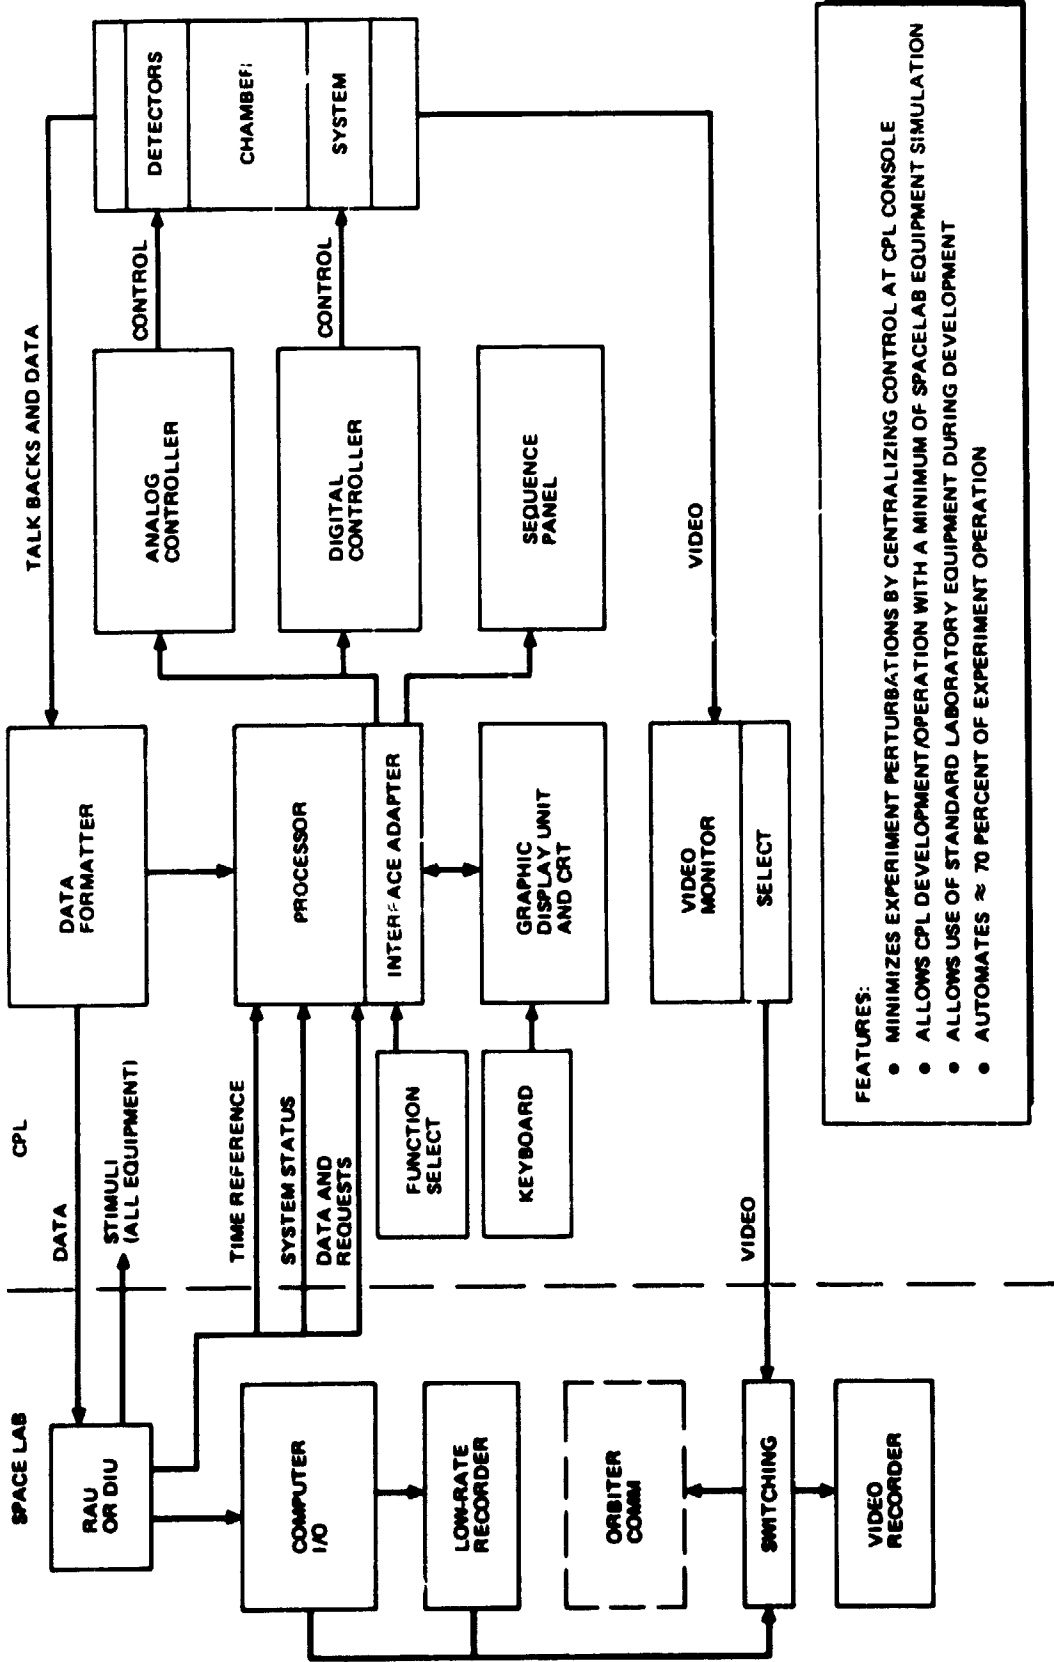 SPACE LAB
CPL
RAU
OR DIU
DATA
STIMULI
(ALL EQUIPMENT)
DATA
FORMATTER
TALK BACKS AND DATA
COMPUTER
I/O
TIME REFERENCE
SYSTEM STATUS
DATA AND
REQUESTS
PROCESSOR
INTERFACE ADAPTER
ANALOG
CONTROLLER
CONTROL
DETECTORS
CHAMBER
SYSTEM
DIGITAL
CONTROLLER
CONTROL
LOW-RATE
RECORDER
FUNCTION
SELECT
KEYBOARD
GRAPHIC
DISPLAY UNIT
AND CRT
SEQUENCE
PANEL
ORBITER
COMM
VIDEO
MONITOR
SELECT
VIDEO
VIDEO
SWITCHING
VIDEO
RECORDER
FEATURES:
• MINIMIZES EXPERIMENT PERTURBATIONS BY CENTRALIZING CONTROL AT CPL CONSOLE
• ALLOWS CPL DEVELOPMENT/OPERATION WITH A MINIMUM OF SPACELAB EQUIPMENT SIMULATION
• ALLOWS USE OF STANDARD LABORATORY EQUIPMENT DURING DEVELOPMENT
• AUTOMATES ≈ 70 PERCENT OF EXPERIMENT OPERATION